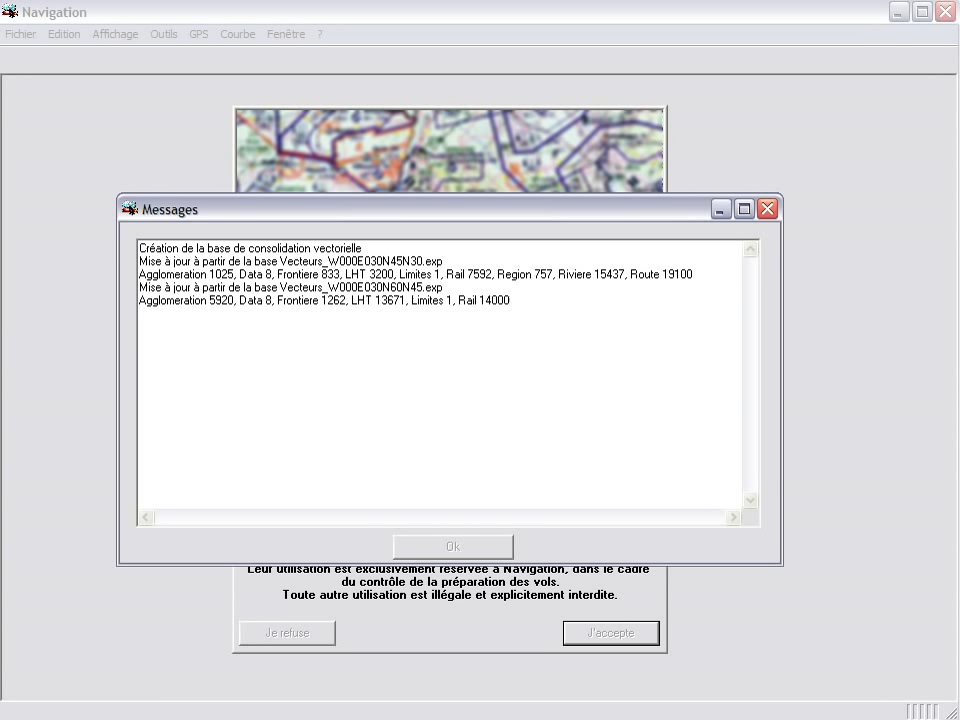 Navigation
Fichier Edition Affichage Outils GPS Courbe Fenêtre ?
Messages
Création de la base de consolidation vectorielle
Mise à jour à partir de la base Vecteurs_W000E030N45N30.exp
Agglomeration 1025, Data 8, Frontiere 833, LHT 3200, Limites 1, Rail 7592, Region 757, Riviere 15437, Route 19100
Mise à jour à partir de la base Vecteurs_W000E030N60N45.exp
Agglomeration 5920, Data 8, Frontiere 1262, LHT 13671, Limites 1, Rail 14000
Ok
Leur utilisation est exclusivement réservée à Navigation, dans le cadre
du contrôle de la préparation des vols.
Toute autre utilisation est illégale et explicitement interdite.
Je refuse J'accepte